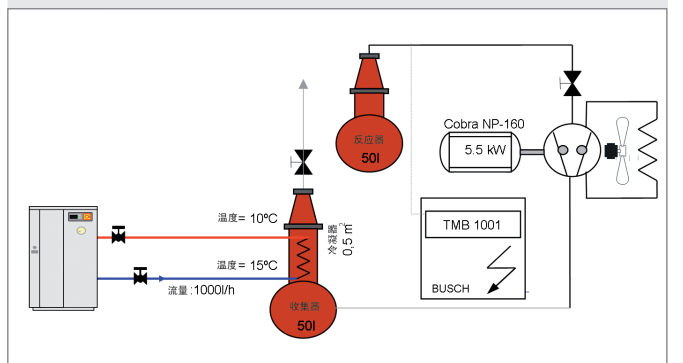 反应器
50l
Cobra NP-160
5.5 kW
温度= 10ºC
冷凝器
0,5 m²
温度= 15ºC
流量:1000l/h
TMB 1001
BUSCH
收集器
50l